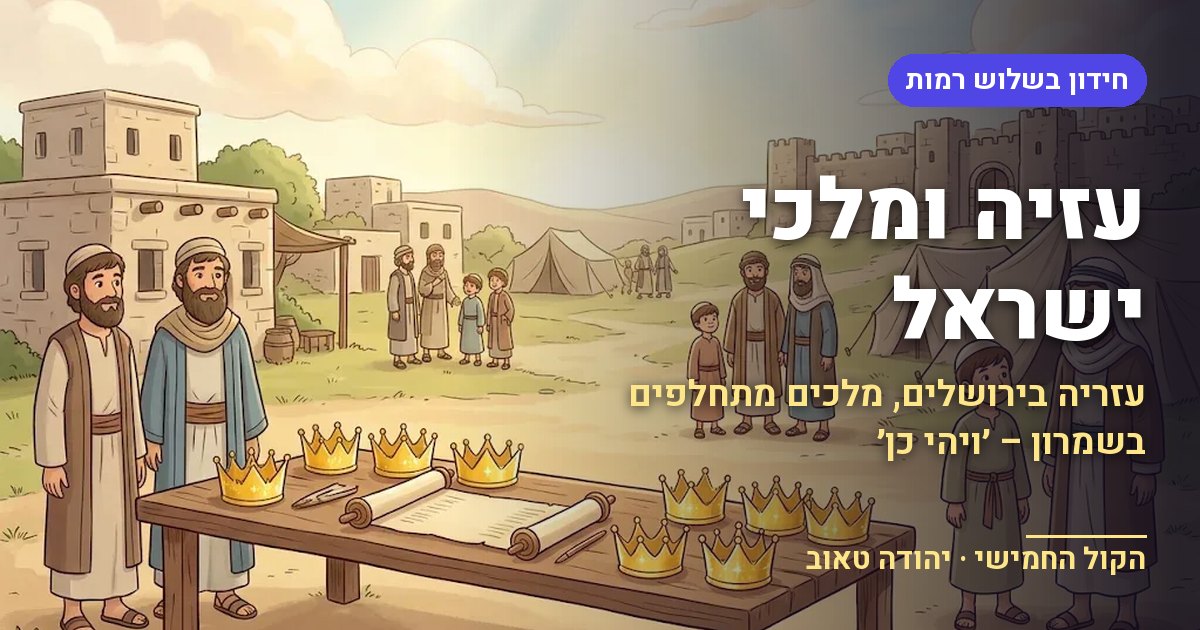 חידון בשלוש רמות
עזיה ומלכי
ישראל
עזריה בירושלים, מלכים מתחלפים
בשמרון – ׳ויהי כן׳
הקול החמישי · יהודה טאוב